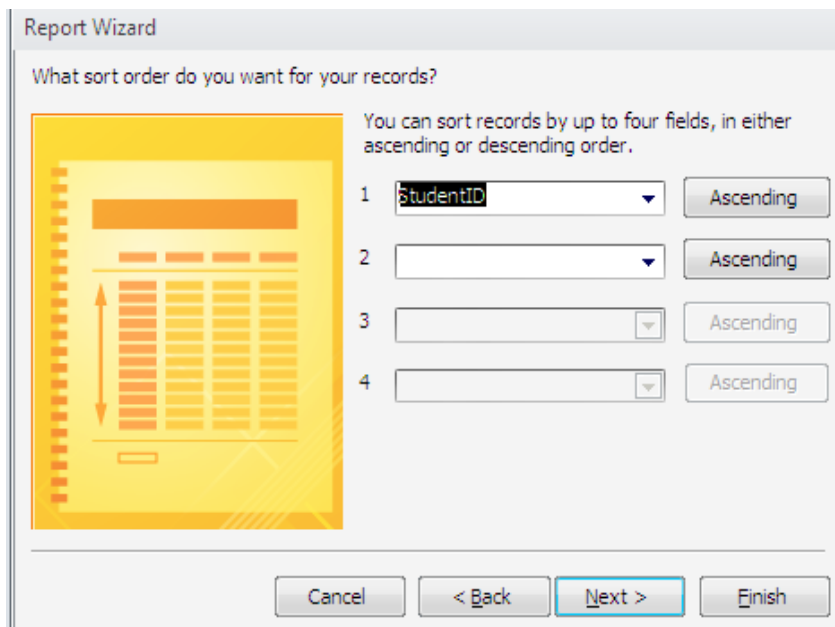 Report Wizard
What sort order do you want for your records?
You can sort records by up to four fields, in either
ascending or descending order.
1 StudentID Ascending
2 Ascending
3 Ascending
4 Ascending
Cancel < Back Next > Finish